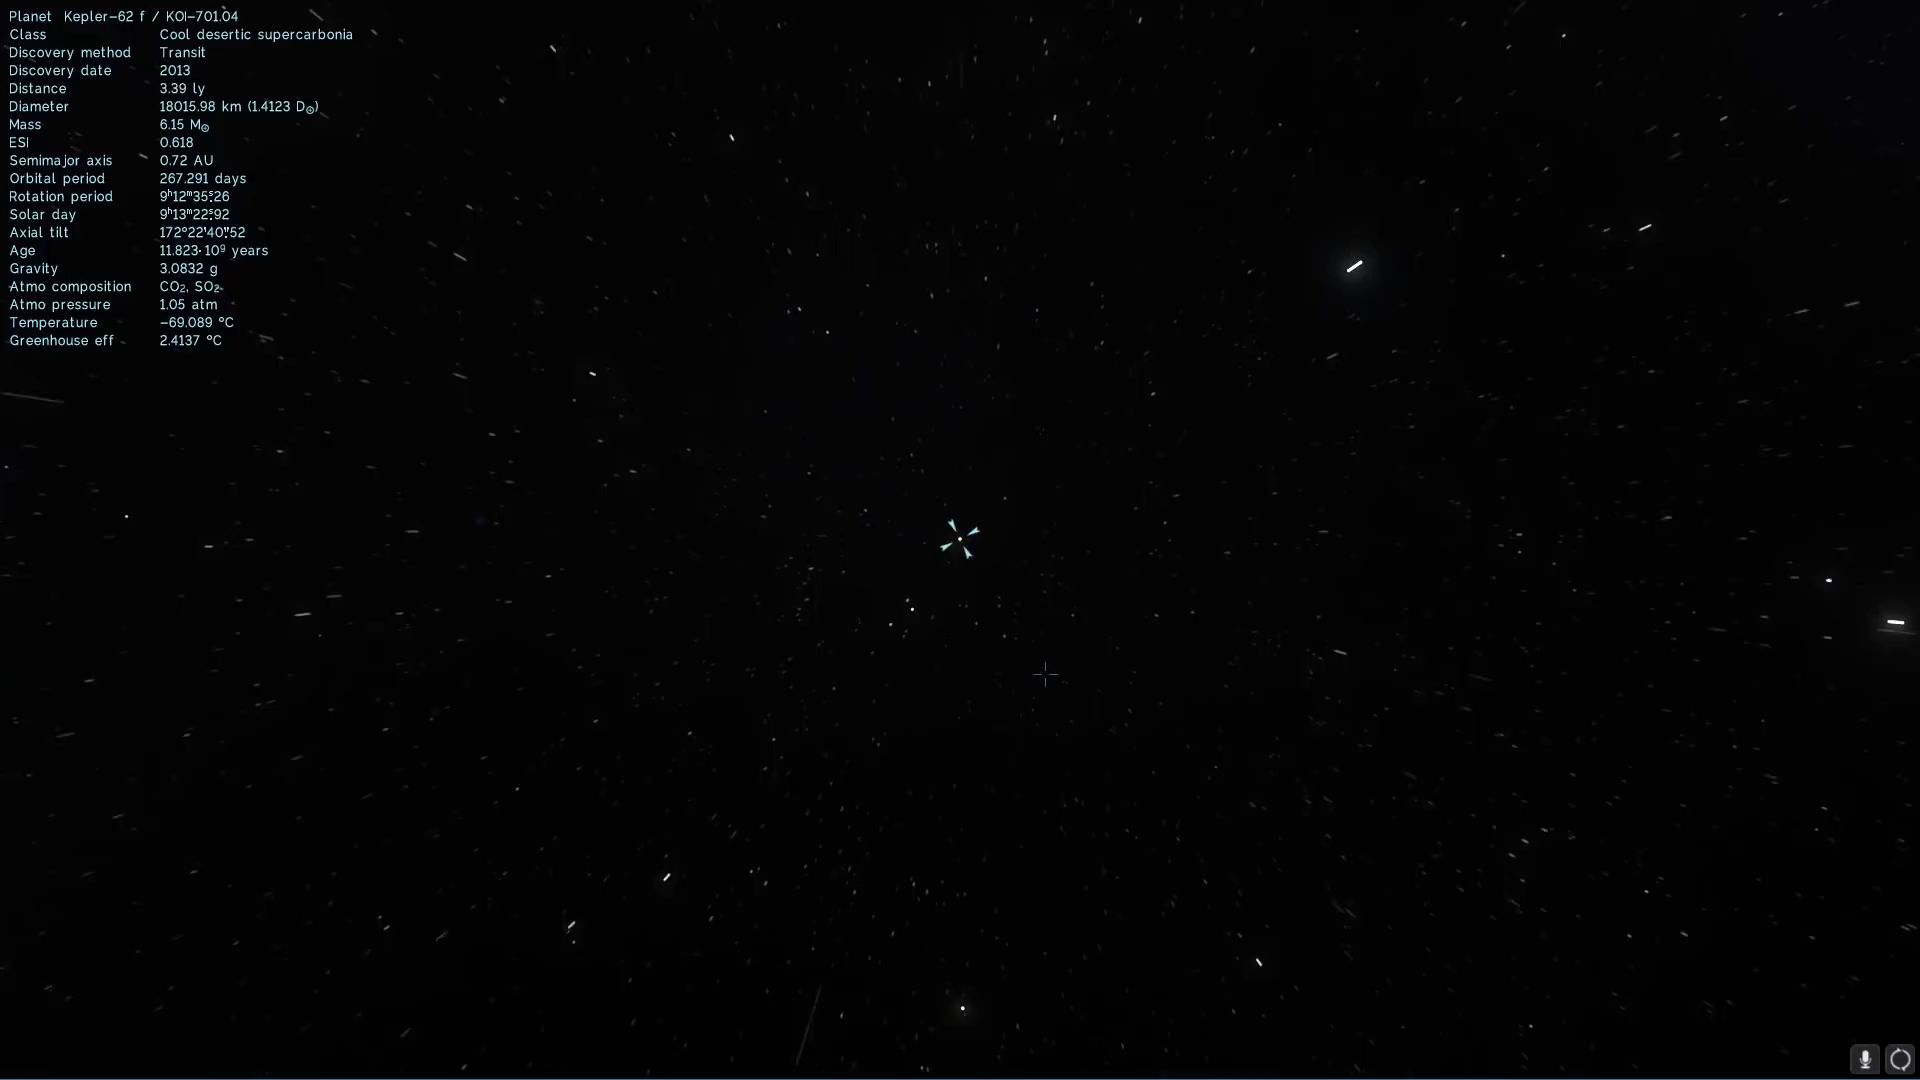 Planet Kepler-62 f / KOI-701.04
Class Cool desertic supercarbonia
Discovery method Transit
Discovery date 2013
Distance 3.39 ly
Diameter 18015.98 km (1.4123 D⊕)
Mass 6.15 M⊕
ESI 0.618
Semimajor axis 0.72 AU
Orbital period 267.291 days
Rotation period 9ʰ12ᵐ35ˢ.26
Solar day 9ʰ13ᵐ22ˢ.92
Axial tilt 172°22'40".52
Age 11.823·10⁹ years
Gravity 3.0832 g
Atmo composition CO₂, SO₂
Atmo pressure 1.05 atm
Temperature -69.089 °C
Greenhouse eff 2.4137 °C